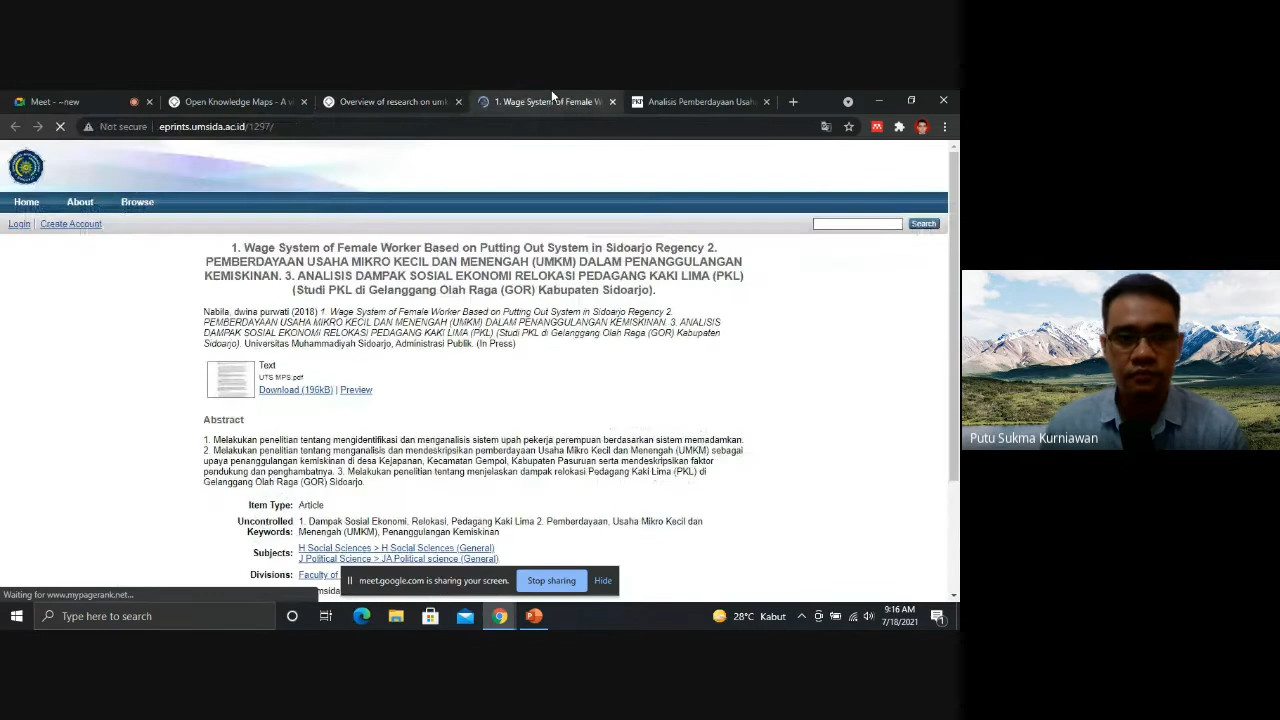 Meet - --new
Open Knowledge Maps - A v
Overview of research on umk
1. Wage System of Female W
PKP Analisis Pemberdayaan Usaha
Not secure eprints.umsida.ac.id/1297/
Home About Browse
Login | Create Account Search
1. Wage System of Female Worker Based on Putting Out System in Sidoarjo Regency 2.
PEMBERDAYAAN USAHA MIKRO KECIL DAN MENENGAH (UMKM) DALAM PENANGGULANGAN
KEMISKINAN. 3. ANALISIS DAMPAK SOSIAL EKONOMI RELOKASI PEDAGANG KAKI LIMA (PKL)
(Studi PKL di Gelanggang Olah Raga (GOR) Kabupaten Sidoarjo).
Nabila, dwina purwati (2018) 1. Wage System of Female Worker Based on Putting Out System in Sidoarjo Regency 2.
PEMBERDAYAAN USAHA MIKRO KECIL DAN MENENGAH (UMKM) DALAM PENANGGULANGAN KEMISKINAN. 3. ANALISIS
DAMPAK SOSIAL EKONOMI RELOKASI PEDAGANG KAKI LIMA (PKL) (Studi PKL di Gelanggang Olah Raga (GOR) Kabupaten
Sidoarjo). Universitas Muhammadiyah Sidoarjo, Administrasi Publik. (In Press)
Text
UTS MPS.pdf
Download (196kB) | Preview
Abstract
1. Melakukan penelitian tentang mengidentifikasi dan menganalisis sistem upah pekerja perempuan berdasarkan sistem memadamkan.
2. Melakukan penelitian tentang menganalisis dan mendeskripsikan pemberdayaan Usaha Mikro Kecil dan Menengah (UMKM) sebagai
upaya penanggulangan kemiskinan di desa Kejapanan, Kecamatan Gempol, Kabupaten Pasuruan serta mendeskripsikan faktor
pendukung dan penghambatnya. 3. Melakukan penelitian tentang menjelaskan dampak relokasi Pedagang Kaki Lima (PKL) di
Gelanggang Olah Raga (GOR) Sidoarjo.
Item Type: Article
Uncontrolled Keywords: 1. Dampak Sosial Ekonomi, Relokasi, Pedagang Kaki Lima 2. Pemberdayaan, Usaha Mikro Kecil dan
Menengah (UMKM), Penanggulangan Kemiskinan
Subjects: H Social Sciences > H Social Sciences (General)
J Political Science > JA Political science (General)
Divisions: Faculty of
msida
meet.google.com is sharing your screen. Stop sharing Hide
Waiting for www.mypagerank.net...
Type here to search
28°C Kabut
9:16 AM
7/18/2021
1
Putu Sukma Kurniawan